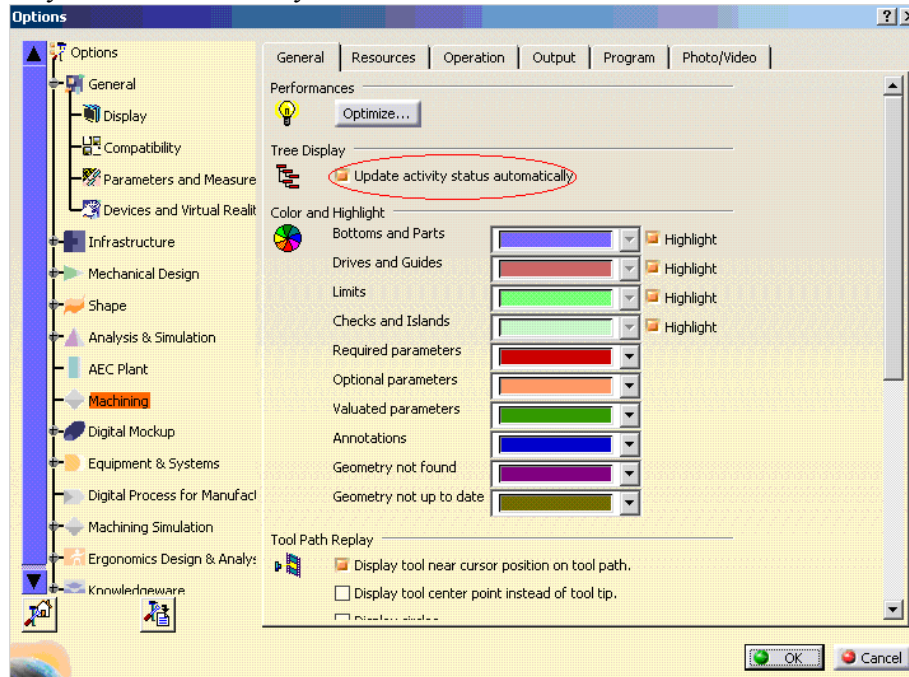 Options
Options
General
Display
Compatibility
Parameters and Measure
Devices and Virtual Realit
Infrastructure
Mechanical Design
Shape
Analysis & Simulation
AEC Plant
Machining
Digital Mockup
Equipment & Systems
Digital Process for Manufact
Machining Simulation
Ergonomics Design & Analys
Knowledgeware
General Resources Operation Output Program Photo/Video
Performances
Optimize...
Tree Display
Update activity status automatically
Color and Highlight
Bottoms and Parts Highlight
Drives and Guides Highlight
Limits Highlight
Checks and Islands Highlight
Required parameters
Optional parameters
Valuated parameters
Annotations
Geometry not found
Geometry not up to date
Tool Path Replay
Display tool near cursor position on tool path.
Display tool center point instead of tool tip.
Display circles
OK Cancel